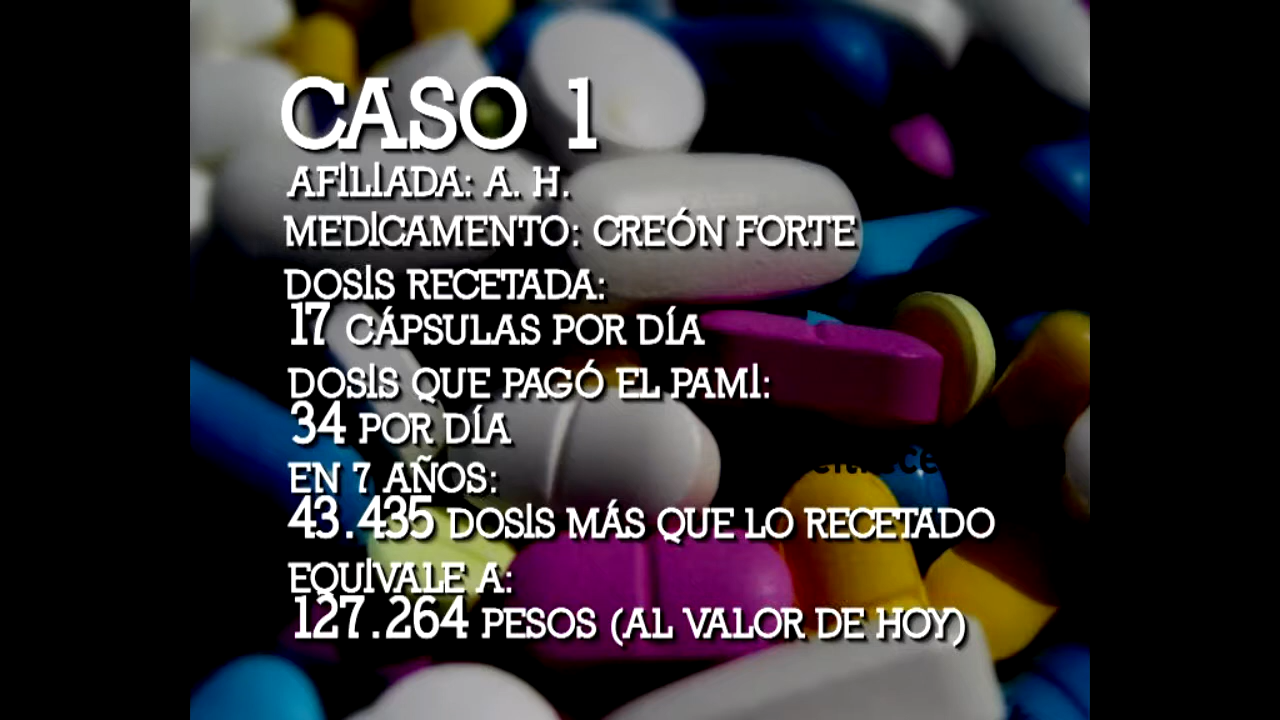 CASO 1
AFILIADA: A. H.
MEDICAMENTO: CREÓN FORTE
DOSIS RECETADA:
17 CÁPSULAS POR DÍA
DOSIS QUE PAGÓ EL PAMI:
34 POR DÍA
EN 7 AÑOS:
43.435 DOSIS MÁS QUE LO RECETADO
EQUIVALE A:
127.264 PESOS (AL VALOR DE HOY)